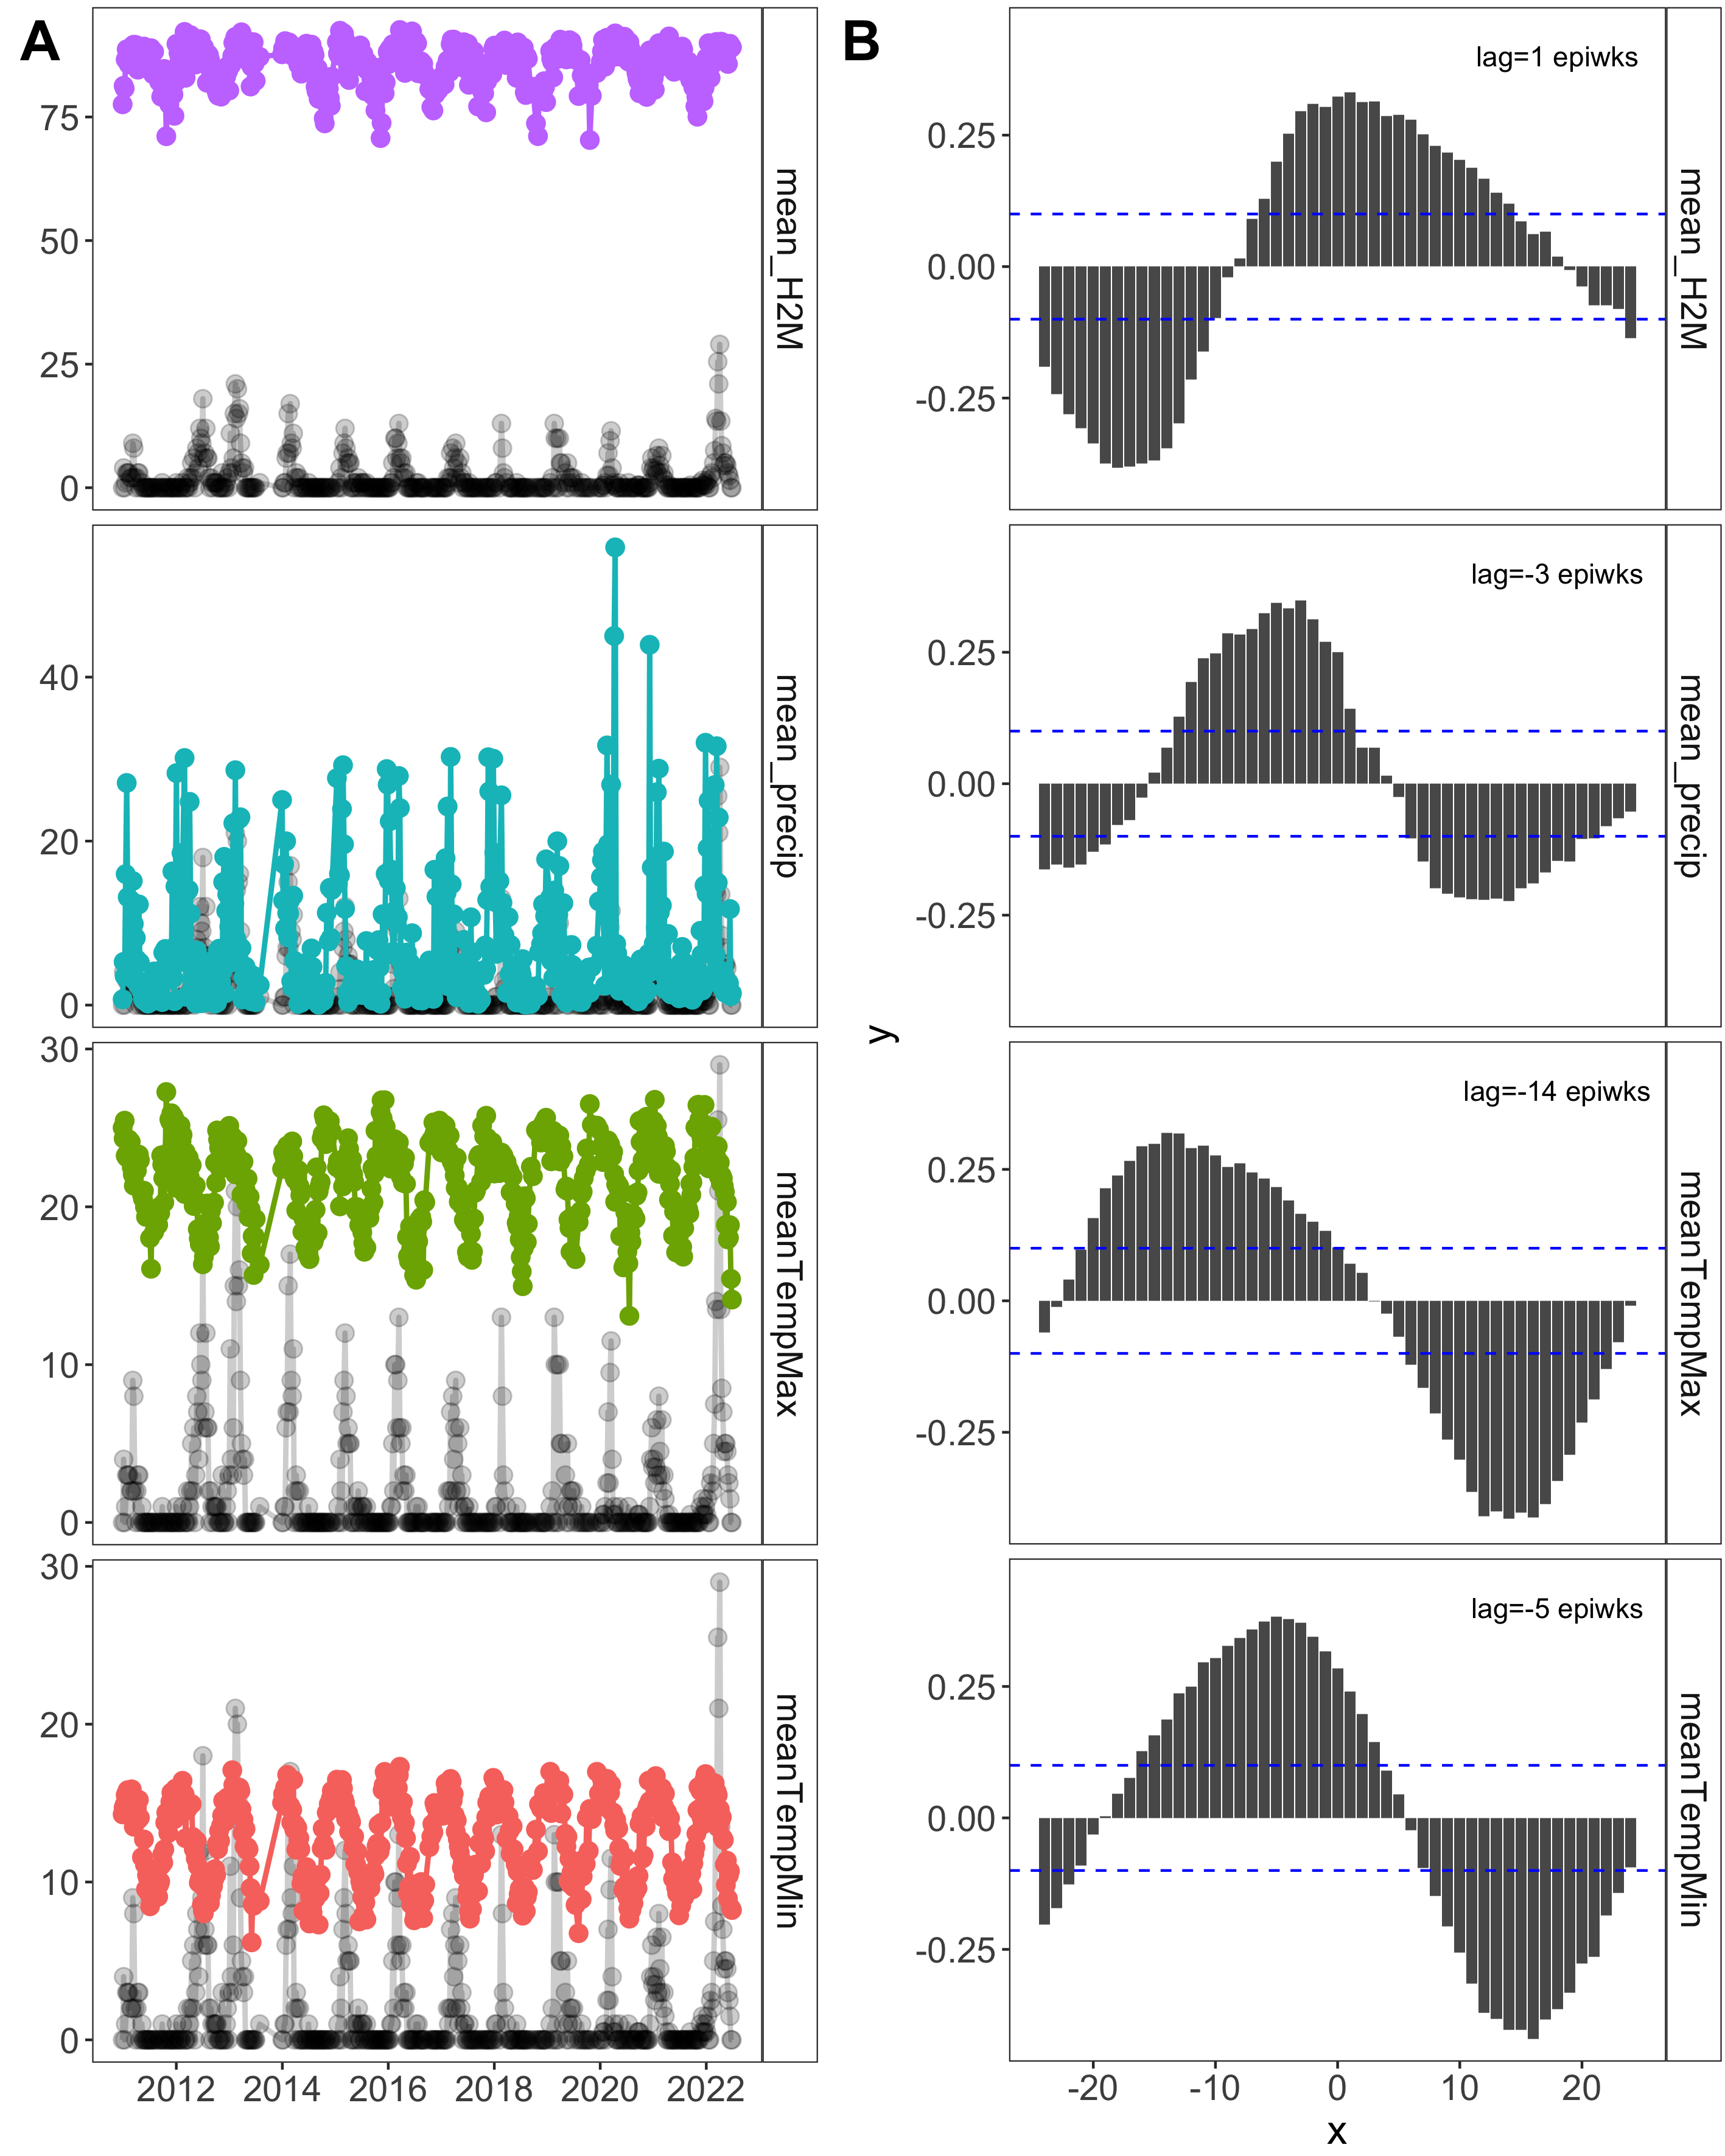 A
75
50
25
0
mean_H2M
40
20
0
mean_precip
30
20
10
0
meanTempMax
30
20
10
0
meanTempMin
2012 2014 2016 2018 2020 2022
B
y
lag=1 epiwks
0.25
0.00
-0.25
mean_H2M
lag=-3 epiwks
0.25
0.00
-0.25
mean_precip
lag=-14 epiwks
0.25
0.00
-0.25
meanTempMax
lag=-5 epiwks
0.25
0.00
-0.25
meanTempMin
-20 -10 0 10 20
x